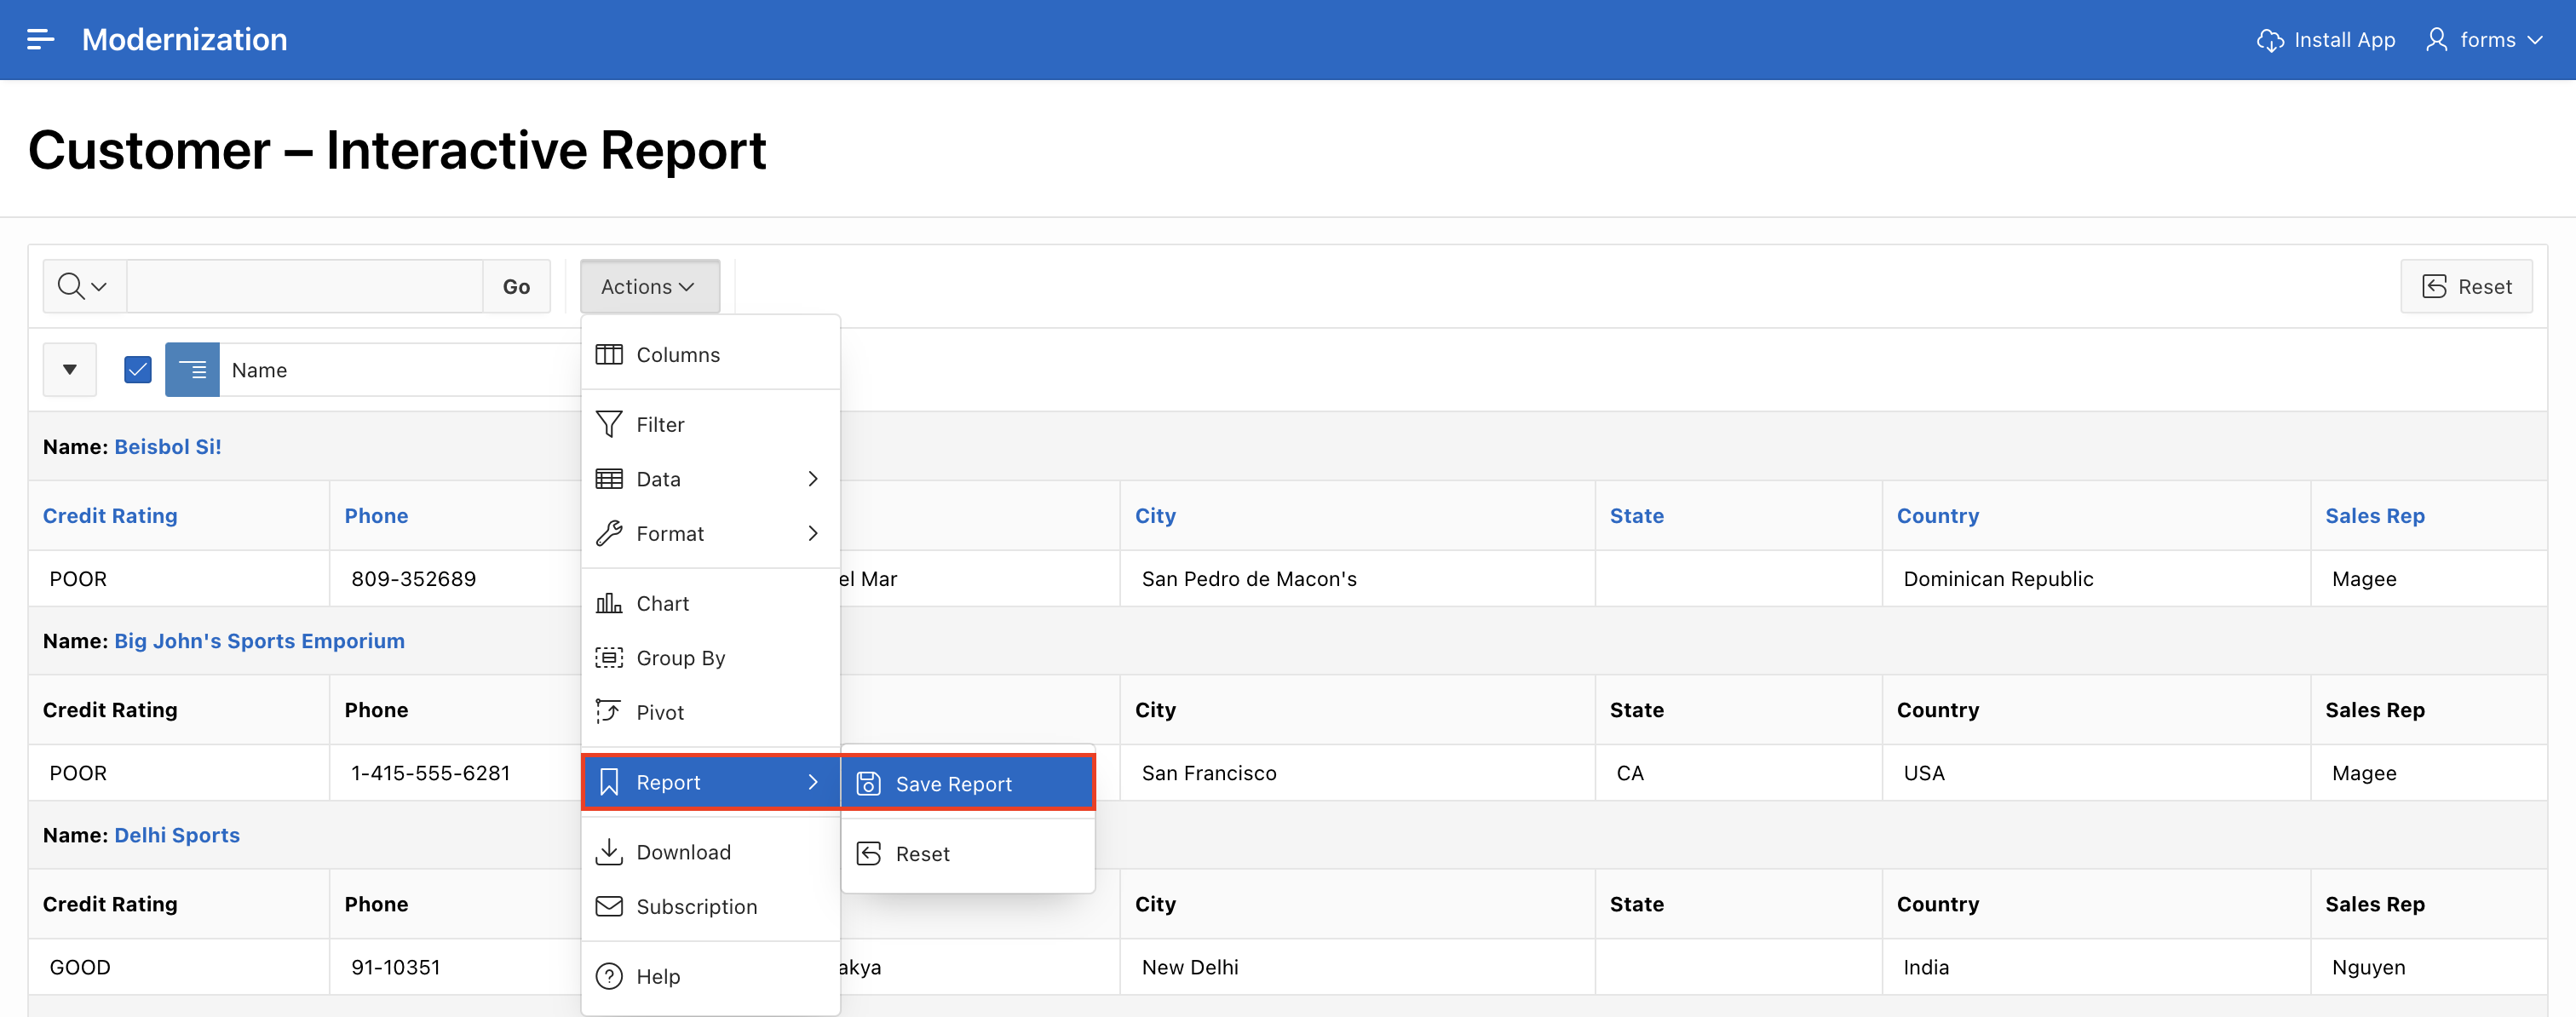 Modernization
Install App
forms
Customer – Interactive Report
Go
Actions
Reset
Name
Columns
Filter
Data
Format
Chart
Group By
Pivot
Report
Save Report
Reset
Download
Subscription
Help
Name: Beisbol Si!
Credit Rating Phone City State Country Sales Rep
POOR 809-352689 el Mar San Pedro de Macon's Dominican Republic Magee
Name: Big John's Sports Emporium
Credit Rating Phone City State Country Sales Rep
POOR 1-415-555-6281 San Francisco CA USA Magee
Name: Delhi Sports
Credit Rating Phone City State Country Sales Rep
GOOD 91-10351 akya New Delhi India Nguyen